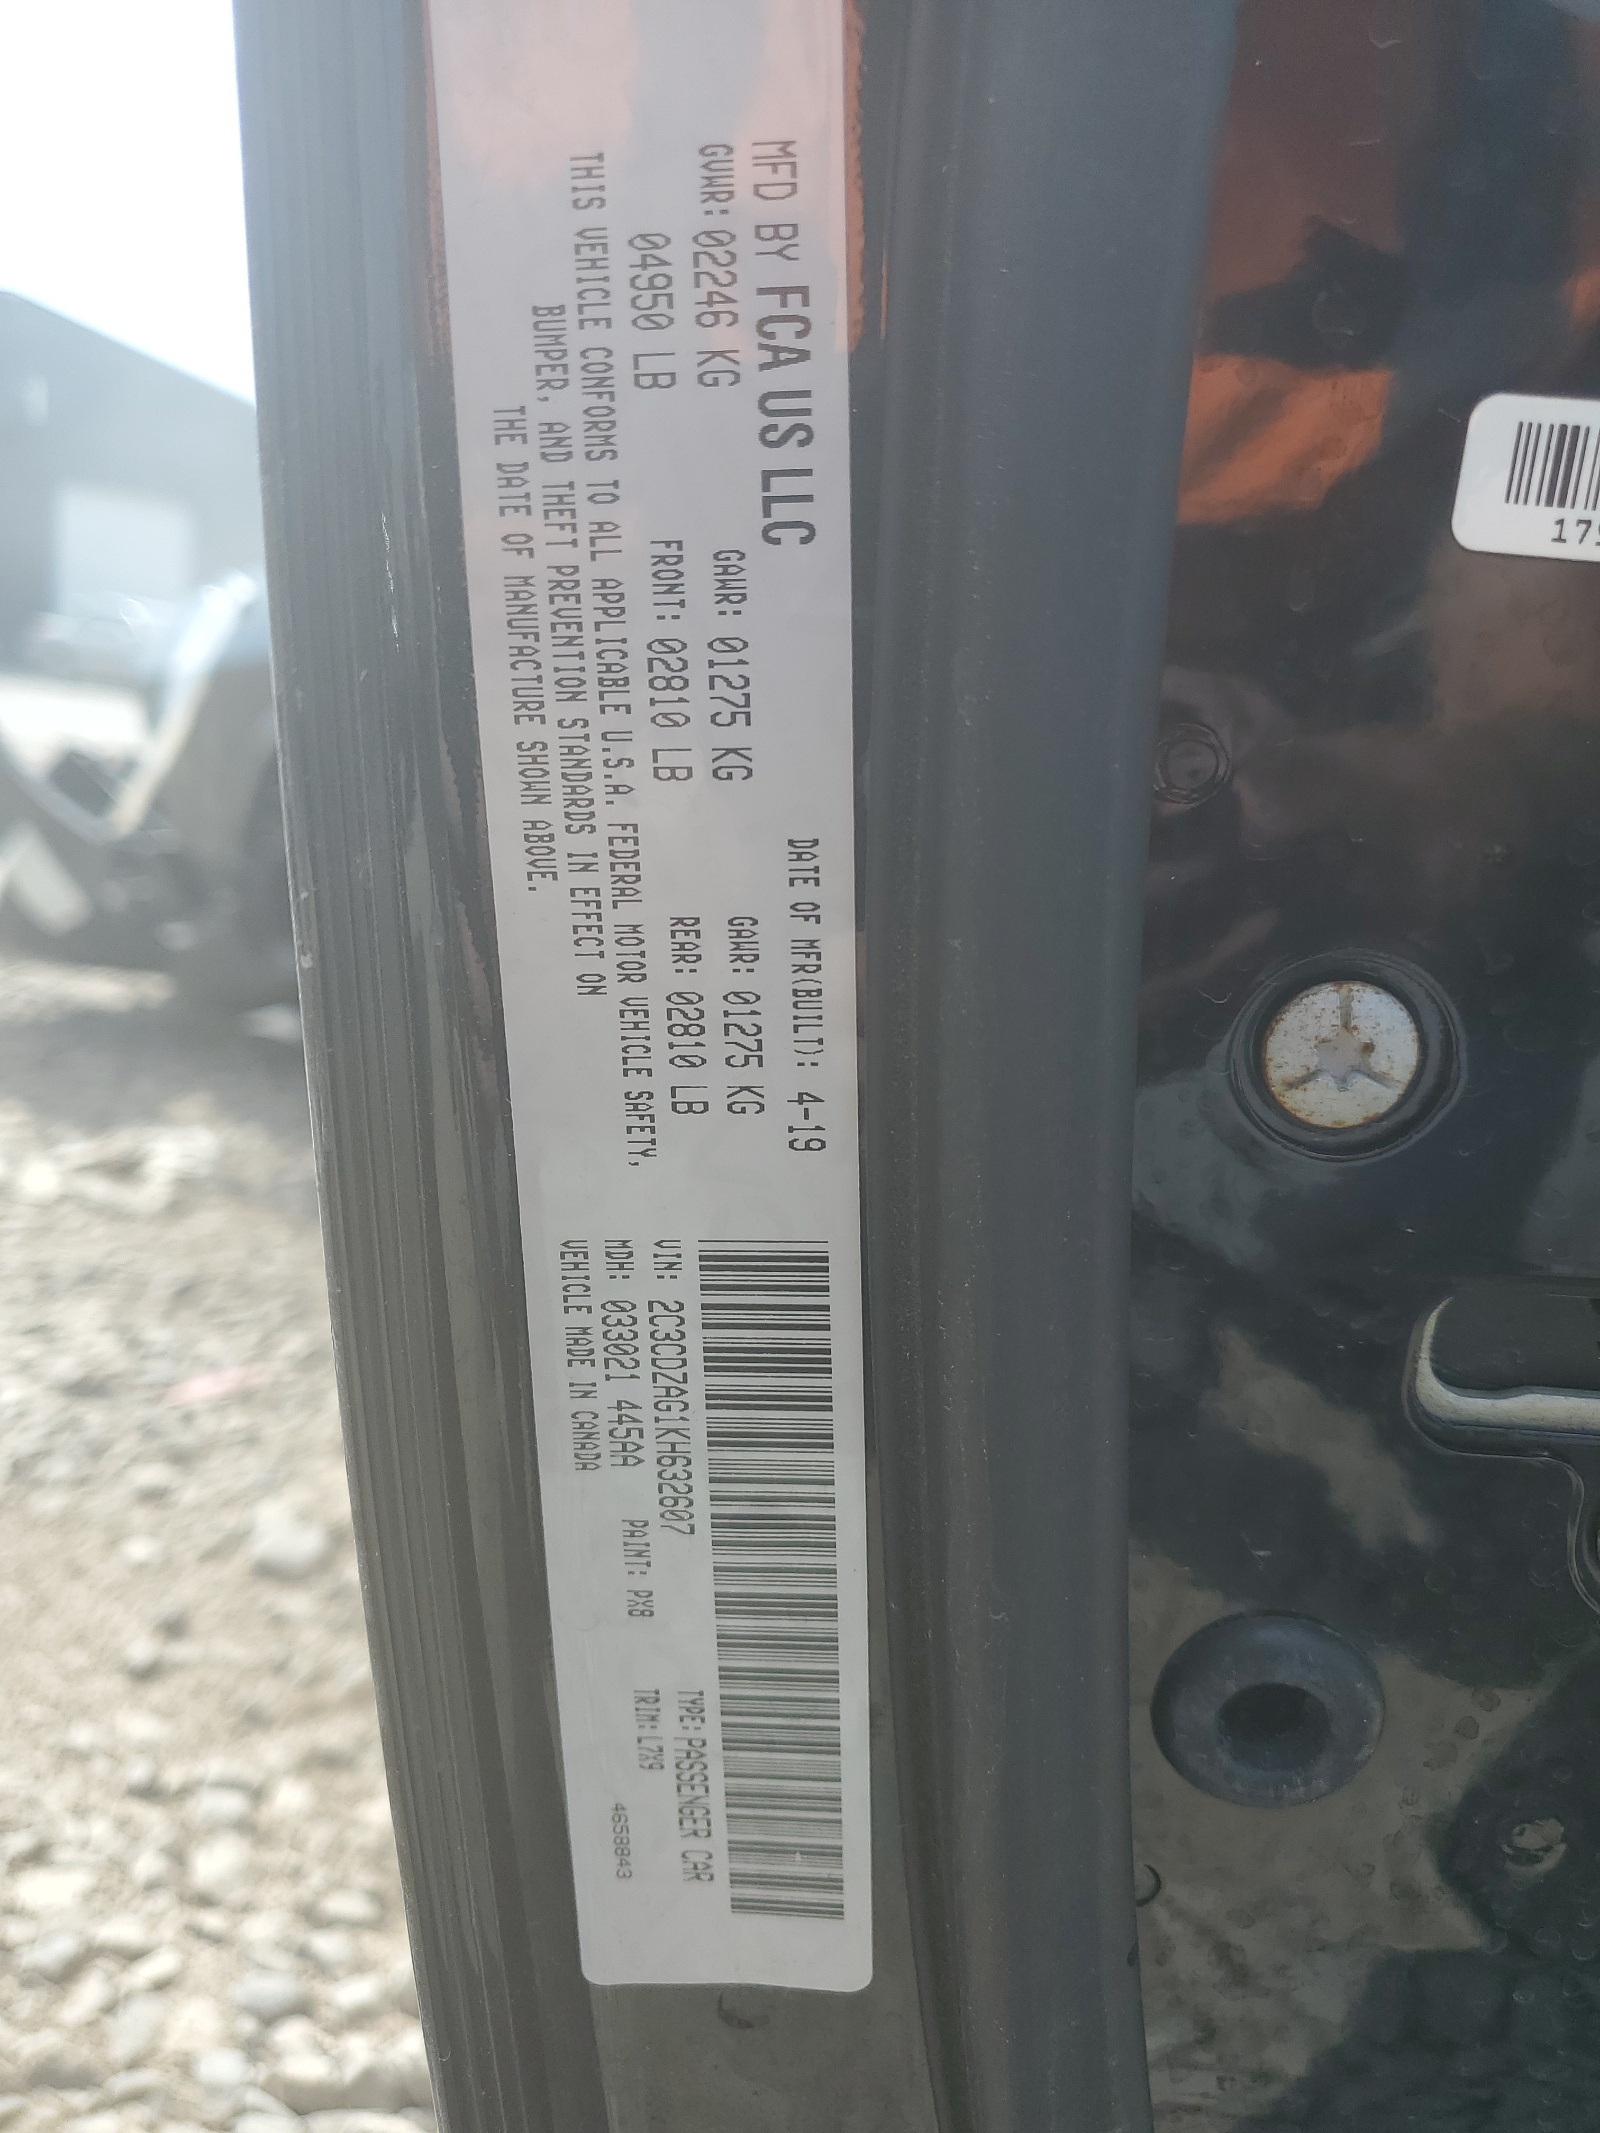 MFD BY FCA US LLC
DATE OF MFR(BUILT): 4-19
GVWR: 02246 KG
GAWR: 01275 KG
GAWR: 01275 KG
04950 LB
FRONT: 02810 LB
REAR: 02810 LB
THIS VEHICLE CONFORMS TO ALL APPLICABLE U.S.A. FEDERAL MOTOR VEHICLE SAFETY,
BUMPER, AND THEFT PREVENTION STANDARDS IN EFFECT ON
THE DATE OF MANUFACTURE SHOWN ABOVE.
VIN: 2C3CDZAG1KH632607
TYPE: PASSENGER CAR
MDH: 033021 445AA
PAINT: PX8
TRIM: L7X9
VEHICLE MADE IN CANADA
4658843